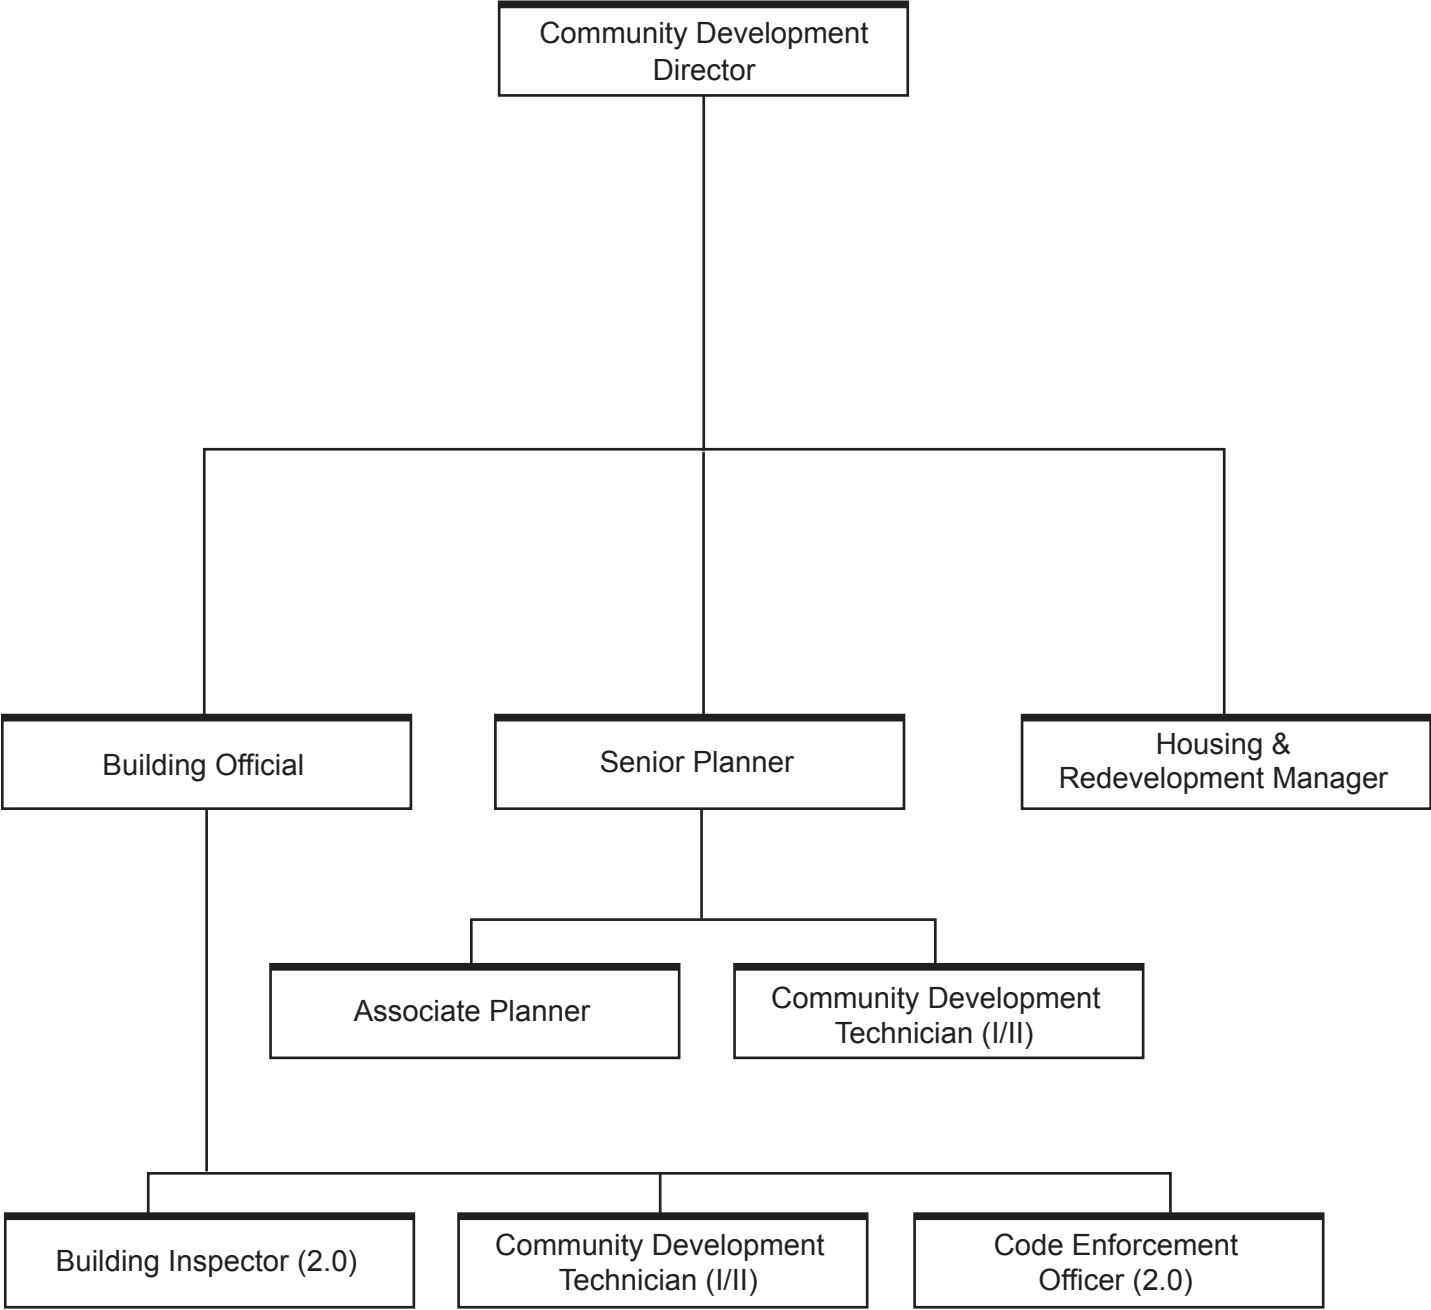 Community Development
Director
Building Official
Senior Planner
Housing &
Redevelopment Manager
Associate Planner
Community Development
Technician (I/II)
Building Inspector (2.0)
Community Development
Technician (I/II)
Code Enforcement
Officer (2.0)